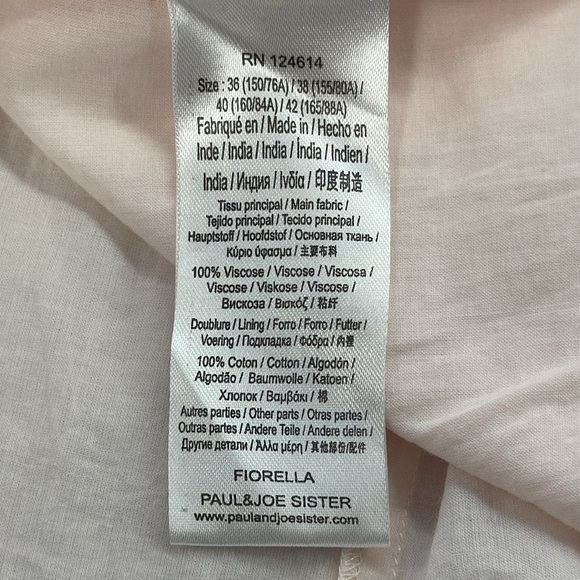 RN 124614
Size : 36 (150/76A) / 38 (155/80A) /
40 (160/84A) / 42 (165/88A)
Fabriqué en / Made in / Hecho en
Inde / India / India / Índia / Indien /
India / Индия / Ινδία / 印度制造
Tissu principal / Main fabric /
Tejido principal / Tecido principal /
Hauptstoff / Hoofdstof / Основная ткань /
Κύριο ύφασμα / 主要布料
100% Viscose / Viscose / Viscosa /
Viscose / Viskose / Viscose /
Вискоза / Βισκόζ / 粘纤
Doublure / Lining / Forro / Forro / Futter /
Voering / Подкладка / Φόδρα / 内裡
100% Coton / Cotton / Algodón /
Algodão / Baumwolle / Katoen /
Хлопок / Βαμβάκι / 棉
Autres parties / Other parts / Otras partes /
Outras partes / Andere Teile / Andere delen /
Другие детали / Άλλα μέρη / 其他部份/配件
FIORELLA
PAUL&JOE SISTER
www.paulandjoesister.com